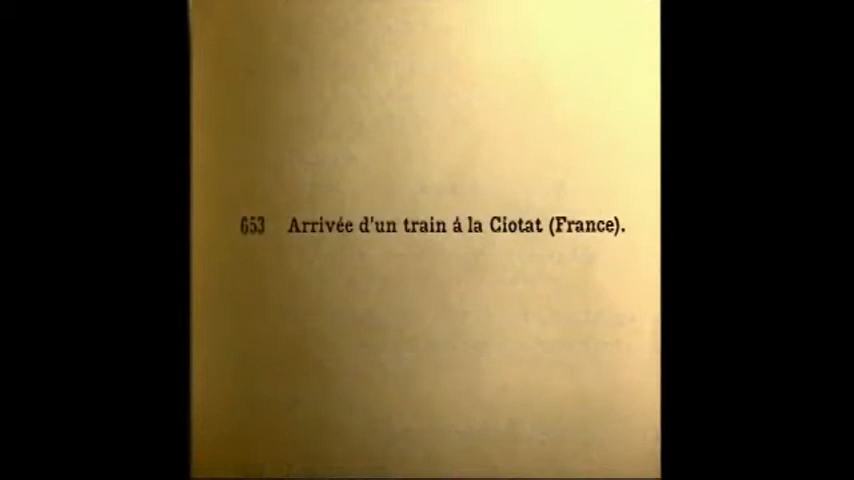 653 Arrivée d'un train á la Ciotat (France).